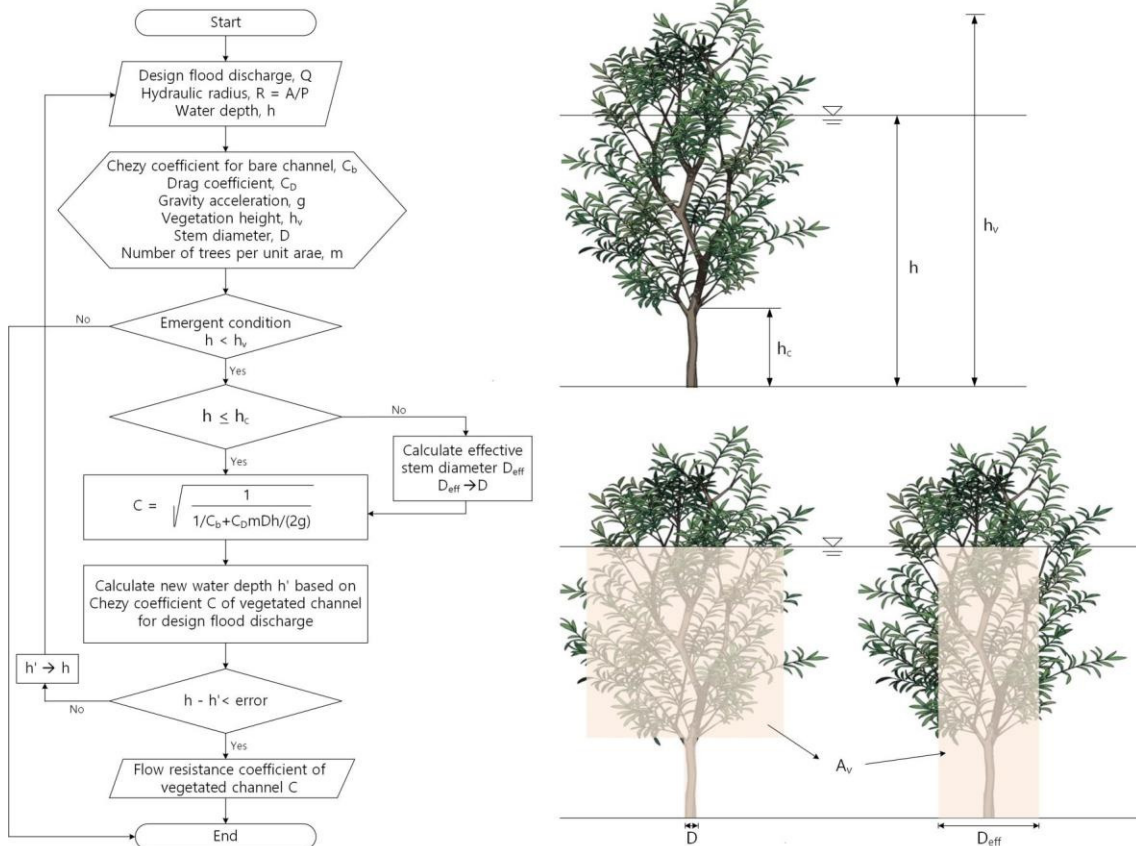 Start
Design flood discharge, Q
Hydraulic radius, R = A/P
Water depth, h
Chezy coefficient for bare channel, C_b
Drag coefficient, C_D
Gravity acceleration, g
Vegetation height, h_v
Stem diameter, D
Number of trees per unit arae, m
No
Emergent condition
h < h_v
Yes
h ≤ h_c
No
Calculate effective
stem diameter D_eff
D_eff → D
Yes
C = √(1 / (1/C_b+C_DmDh/(2g)))
Calculate new water depth h' based on
Chezy coefficient C of vegetated channel
for design flood discharge
h' → h
No
h - h'< error
Yes
Flow resistance coefficient of
vegetated channel C
End
h_v
h
h_c
A_v
D
D_eff